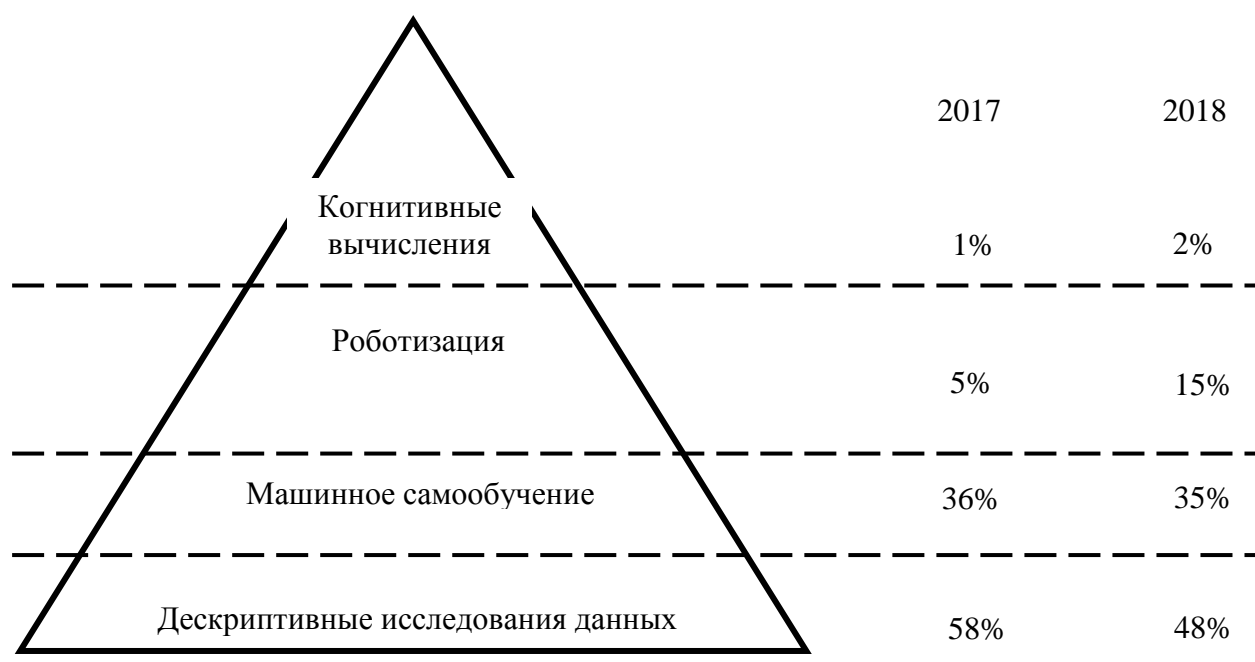 2017 2018
Когнитивные
вычисления
1% 2%
Роботизация
5% 15%
Машинное самообучение
36% 35%
Дескриптивные исследования данных
58% 48%